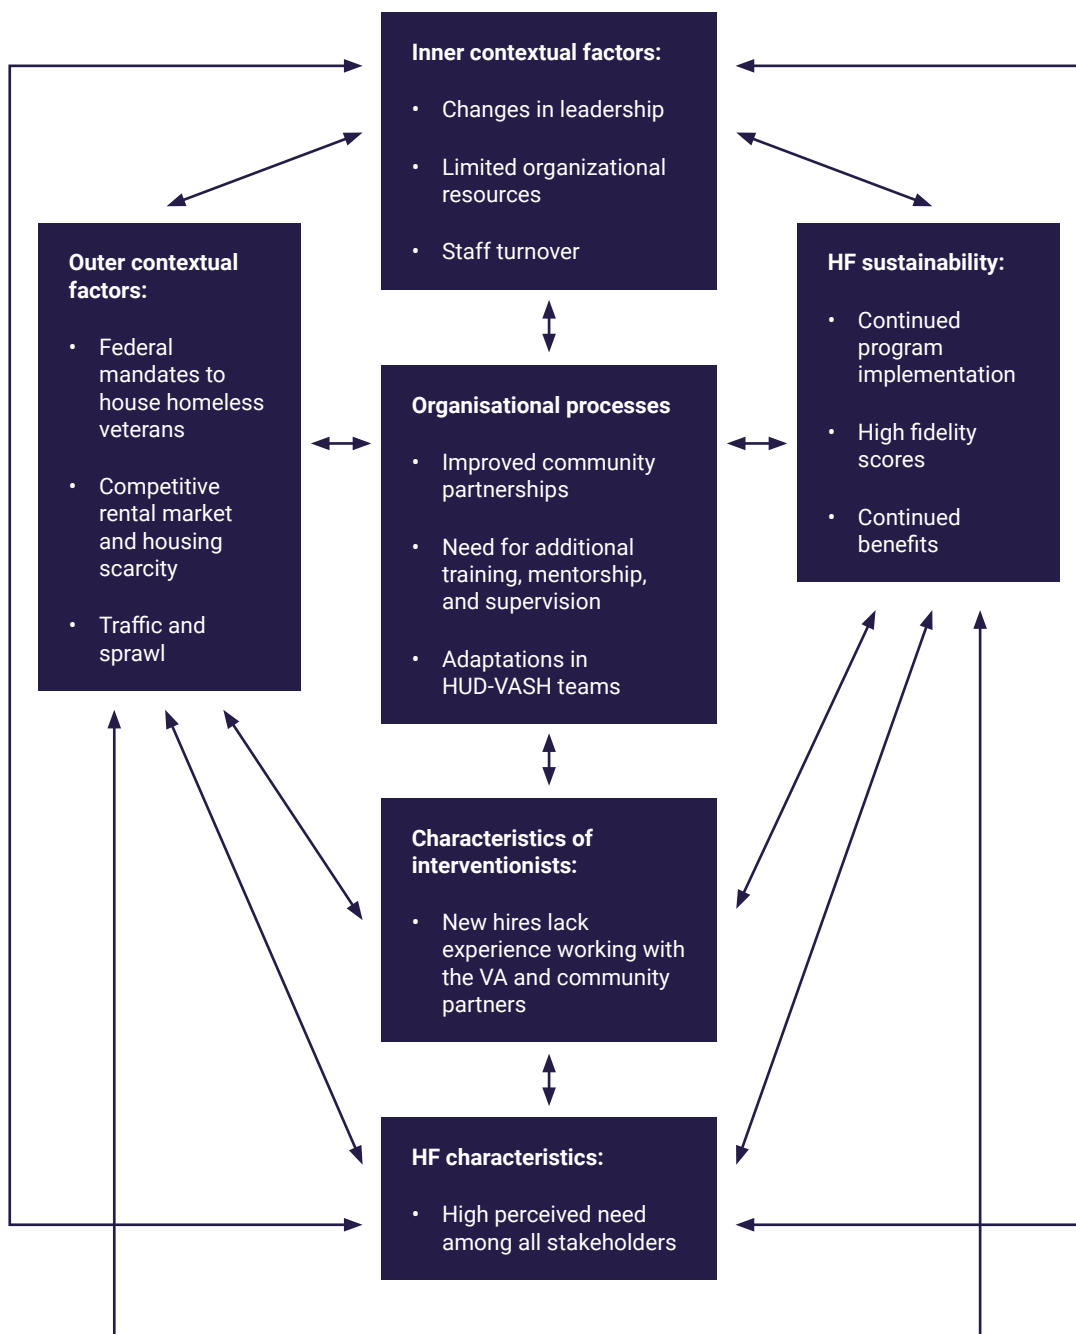 Inner contextual factors:
• Changes in leadership
• Limited organizational
resources
• Staff turnover
Outer contextual
factors:
• Federal
mandates to
house homeless
veterans
• Competitive
rental market
and housing
scarcity
• Traffic and
sprawl
HF sustainability:
• Continued
program
implementation
• High fidelity
scores
• Continued
benefits
Organisational processes
• Improved community
partnerships
• Need for additional
training, mentorship,
and supervision
• Adaptations in
HUD-VASH teams
Characteristics of
interventionists:
• New hires lack
experience working with
the VA and community
partners
HF characteristics:
• High perceived need
among all stakeholders